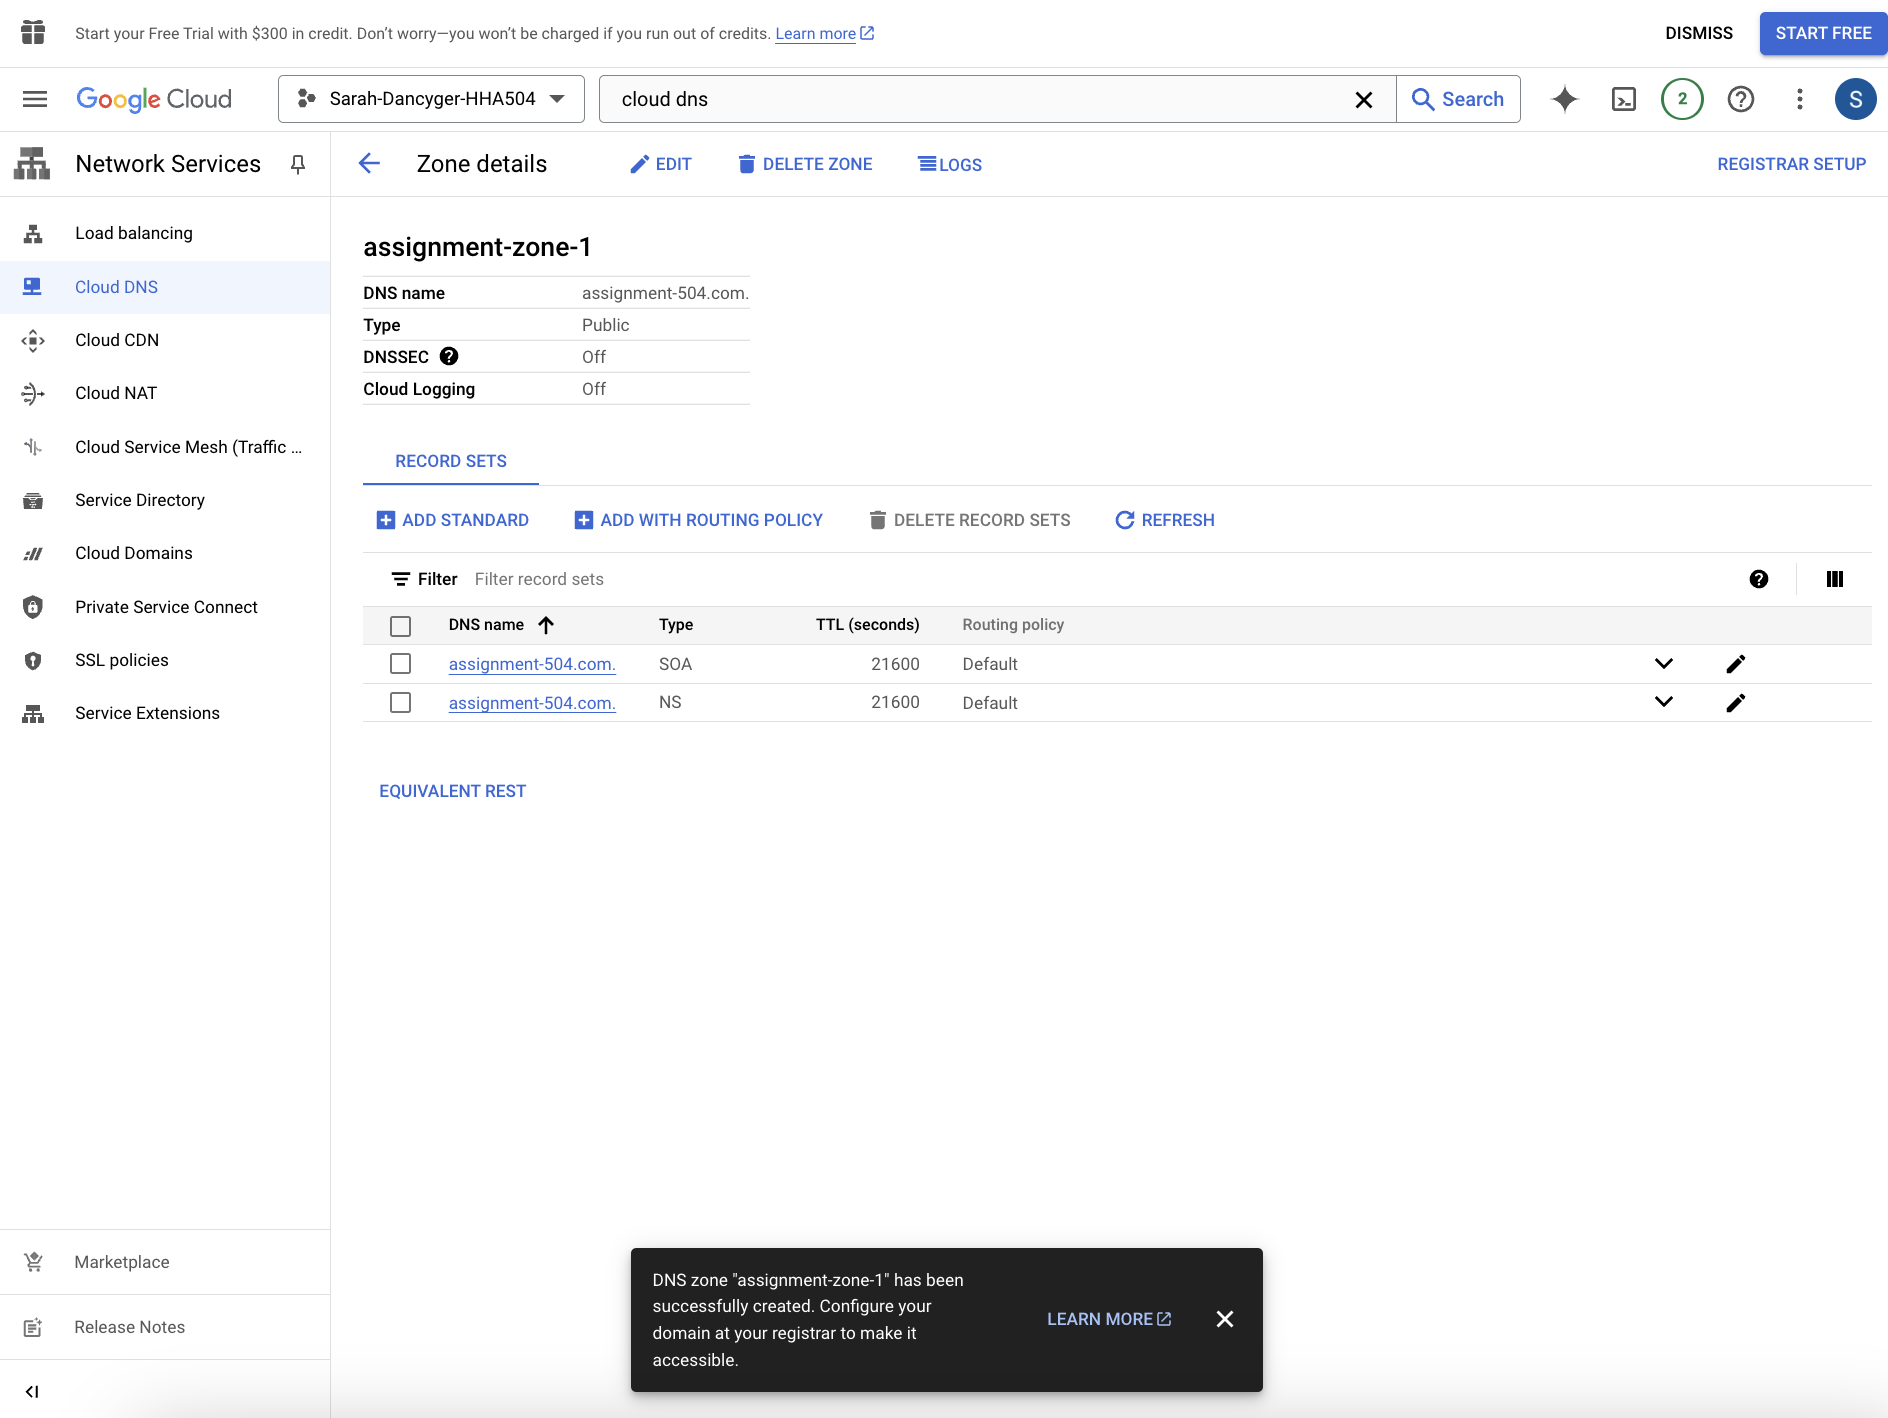 Start your Free Trial with $300 in credit. Don't worry—you won't be charged if you run out of credits. Learn more
DISMISS
START FREE
Google Cloud
Sarah-Dancyger-HHA504
cloud dns
Search
2
S
Network Services
Zone details
EDIT
DELETE ZONE
LOGS
REGISTRAR SETUP
Load balancing
Cloud DNS
Cloud CDN
Cloud NAT
Cloud Service Mesh (Traffic ...
Service Directory
Cloud Domains
Private Service Connect
SSL policies
Service Extensions
Marketplace
Release Notes
assignment-zone-1
DNS name assignment-504.com.
Type Public
DNSSEC Off
Cloud Logging Off
RECORD SETS
ADD STANDARD
ADD WITH ROUTING POLICY
DELETE RECORD SETS
REFRESH
Filter Filter record sets
DNS name Type TTL (seconds) Routing policy
assignment-504.com. SOA 21600 Default
assignment-504.com. NS 21600 Default
EQUIVALENT REST
DNS zone "assignment-zone-1" has been
successfully created. Configure your
domain at your registrar to make it
accessible.
LEARN MORE